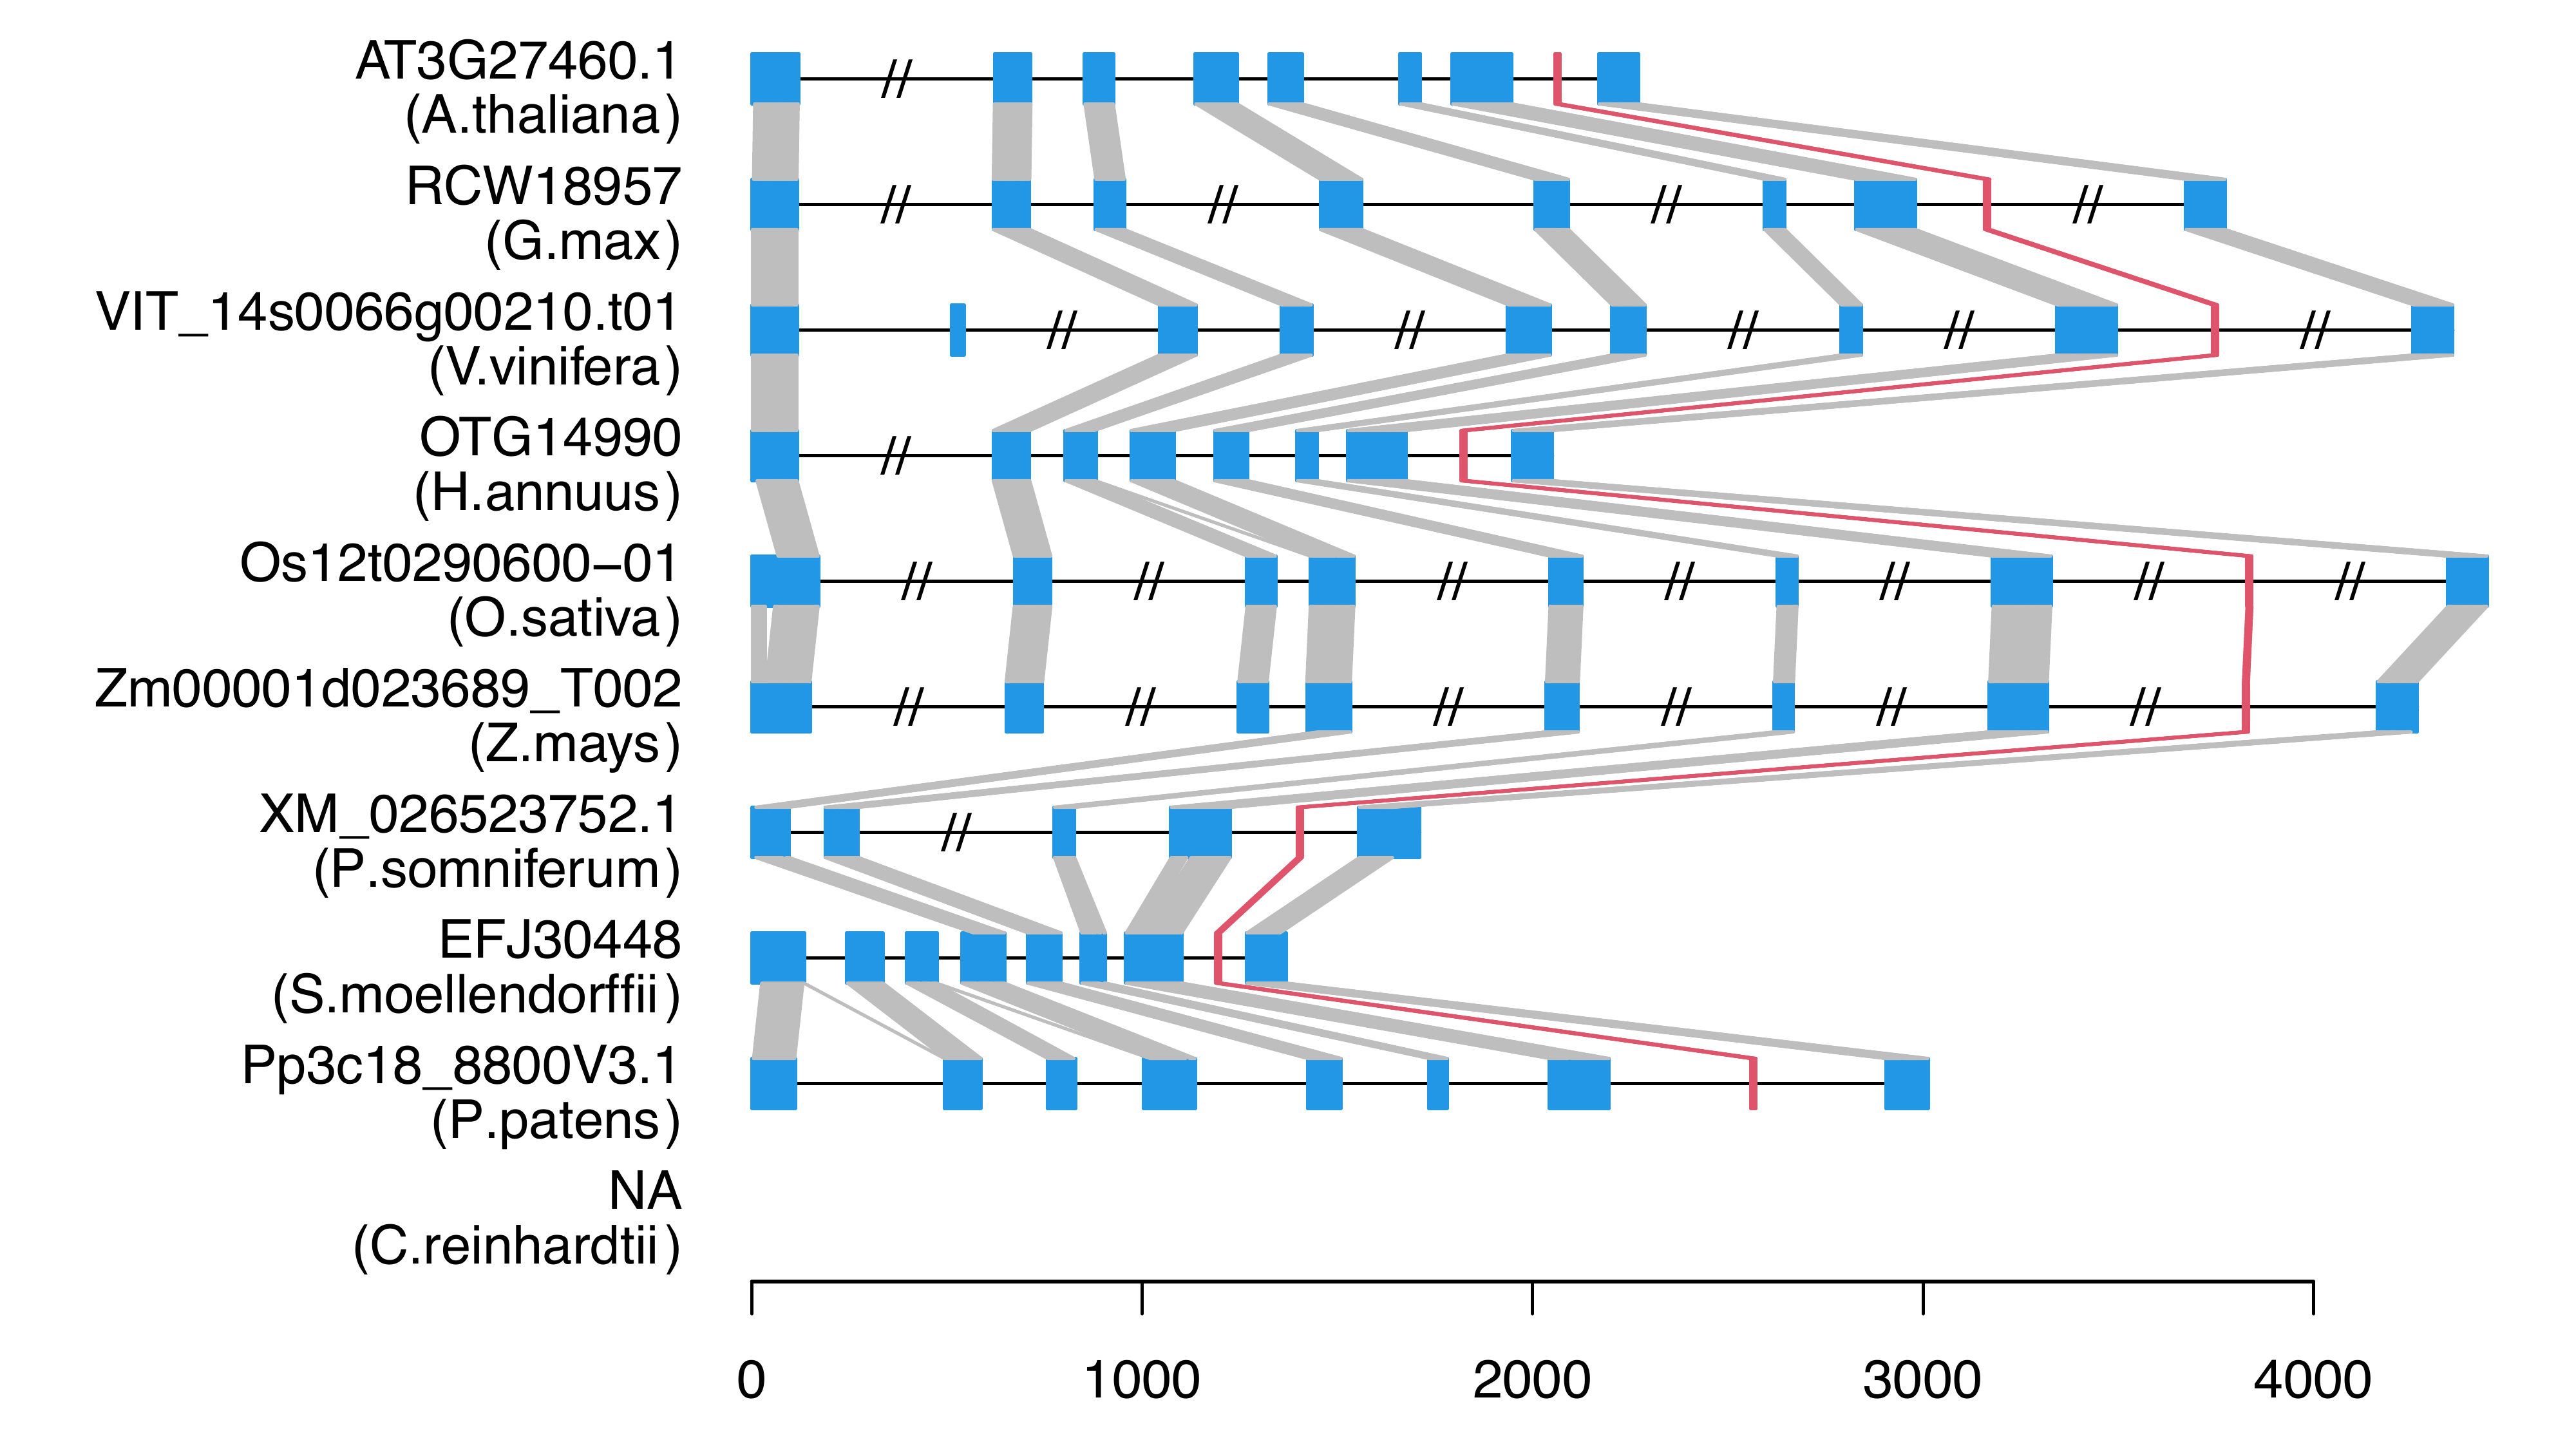 AT3G27460.1
(A.thaliana)
RCW18957
(G.max)
VIT_14s0066g00210.t01
(V.vinifera)
OTG14990
(H.annuus)
Os12t0290600−01
(O.sativa)
Zm00001d023689_T002
(Z.mays)
XM_026523752.1
(P.somniferum)
EFJ30448
(S.moellendorffii)
Pp3c18_8800V3.1
(P.patens)
NA
(C.reinhardtii)
0 1000 2000 3000 4000